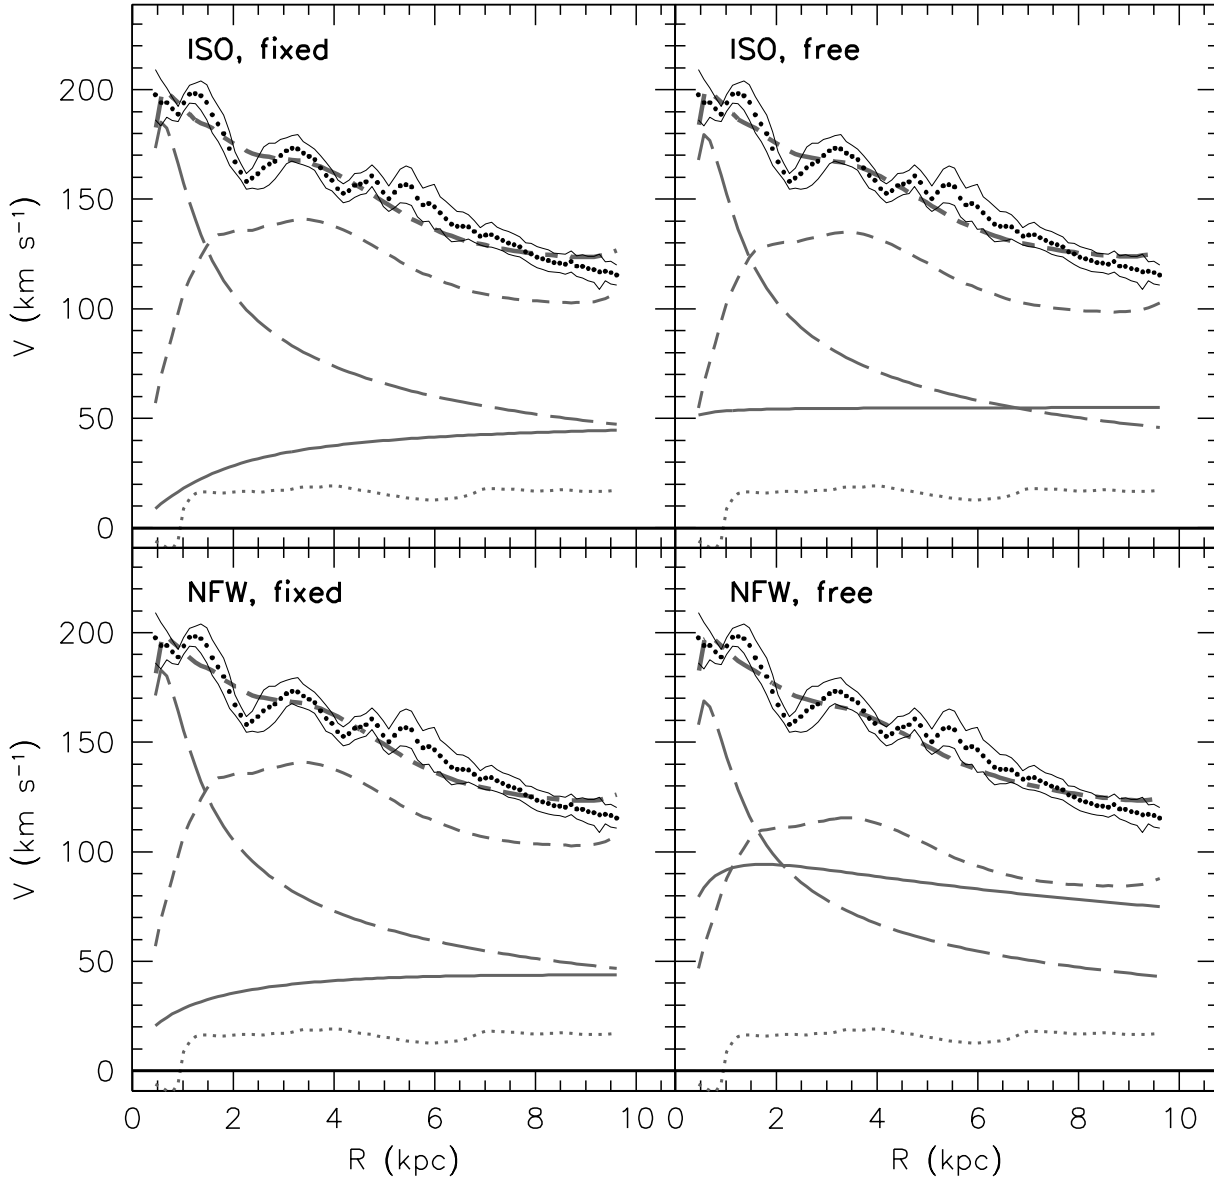 ISO, fixed
ISO, free
200
150
100
50
0
V (km s⁻¹)
NFW, fixed
NFW, free
200
150
100
50
0
V (km s⁻¹)
0 2 4 6 8 10 0 2 4 6 8 10
R (kpc) R (kpc)